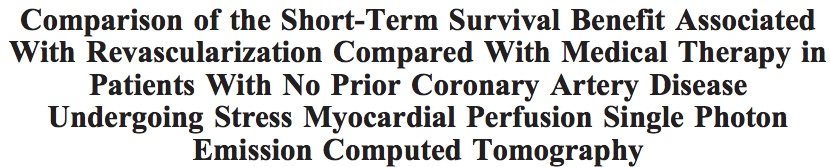 Comparison of the Short-Term Survival Benefit Associated
With Revascularization Compared With Medical Therapy in
Patients With No Prior Coronary Artery Disease
Undergoing Stress Myocardial Perfusion Single Photon
Emission Computed Tomography